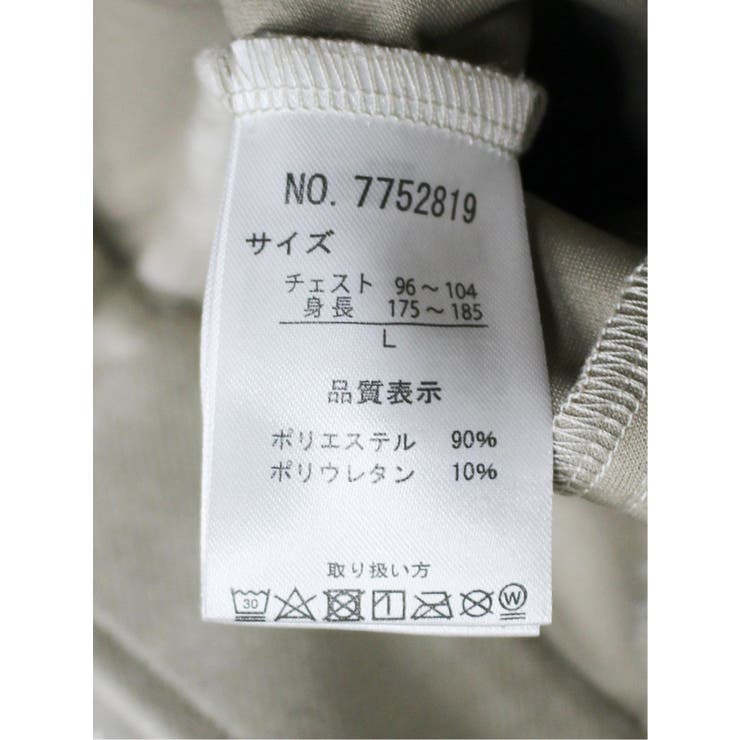 NO. 7752819
サイズ
チェスト 96～104
身長 175～185
L
品質表示
ポリエステル 90%
ポリウレタン 10%
取り扱い方
30 W